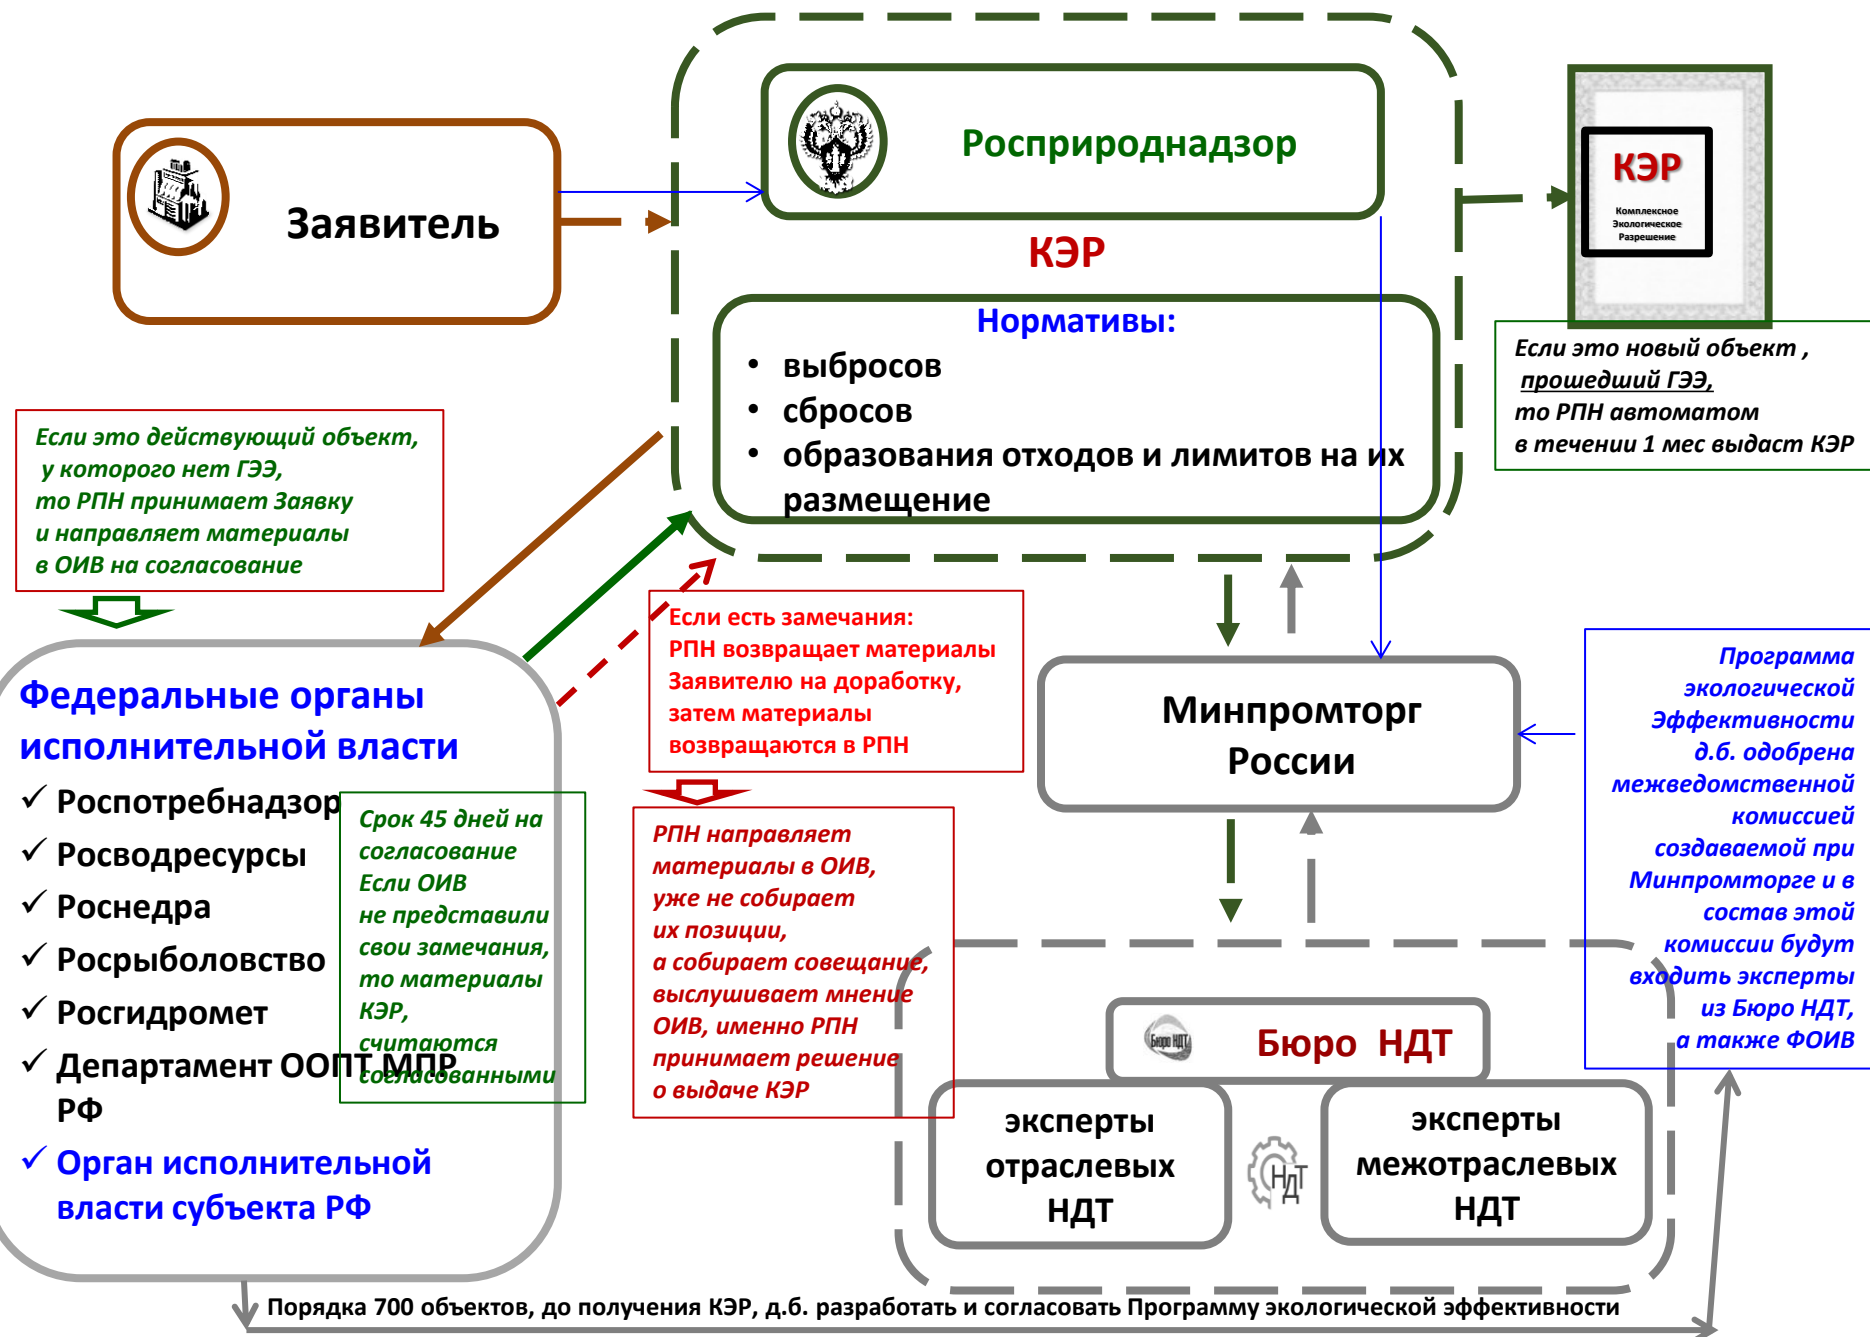 Росприроднадзор
Заявитель
КЭР
Комплексное
Экологическое
Разрешение
КЭР
Нормативы:
• выбросов
• сбросов
• образования отходов и лимитов на их
размещение
Если это новый объект ,
прошедший ГЭЭ,
то РПН автоматом
в течении 1 мес выдаст КЭР
Если это действующий объект,
у которого нет ГЭЭ,
то РПН принимает Заявку
и направляет материалы
в ОИВ на согласование
Если есть замечания:
РПН возвращает материалы
Заявителю на доработку,
затем материалы
возвращаются в РПН
Федеральные органы
исполнительной власти
✓ Роспотребнадзор
✓ Росводресурсы
✓ Роснедра
✓ Росрыболовство
✓ Росгидромет
✓ Департамент ООПТ МПР
РФ
✓ Орган исполнительной
власти субъекта РФ
Срок 45 дней на
согласование
Если ОИВ
не представили
свои замечания,
то материалы
КЭР,
считаются
согласованными
РПН направляет
материалы в ОИВ,
уже не собирает
их позиции,
а собирает совещание,
выслушивает мнение
ОИВ, именно РПН
принимает решение
о выдаче КЭР
Минпромторг
России
Программа
экологической
Эффективности
д.б. одобрена
межведомственной
комиссией
создаваемой при
Минпромторге и в
состав этой
комиссии будут
входить эксперты
из Бюро НДТ,
а также ФОИВ
Бюро НДТ
Бюро НДТ
эксперты
отраслевых
НДТ
НДТ
эксперты
межотраслевых
НДТ
Порядка 700 объектов, до получения КЭР, д.б. разработать и согласовать Программу экологической эффективности